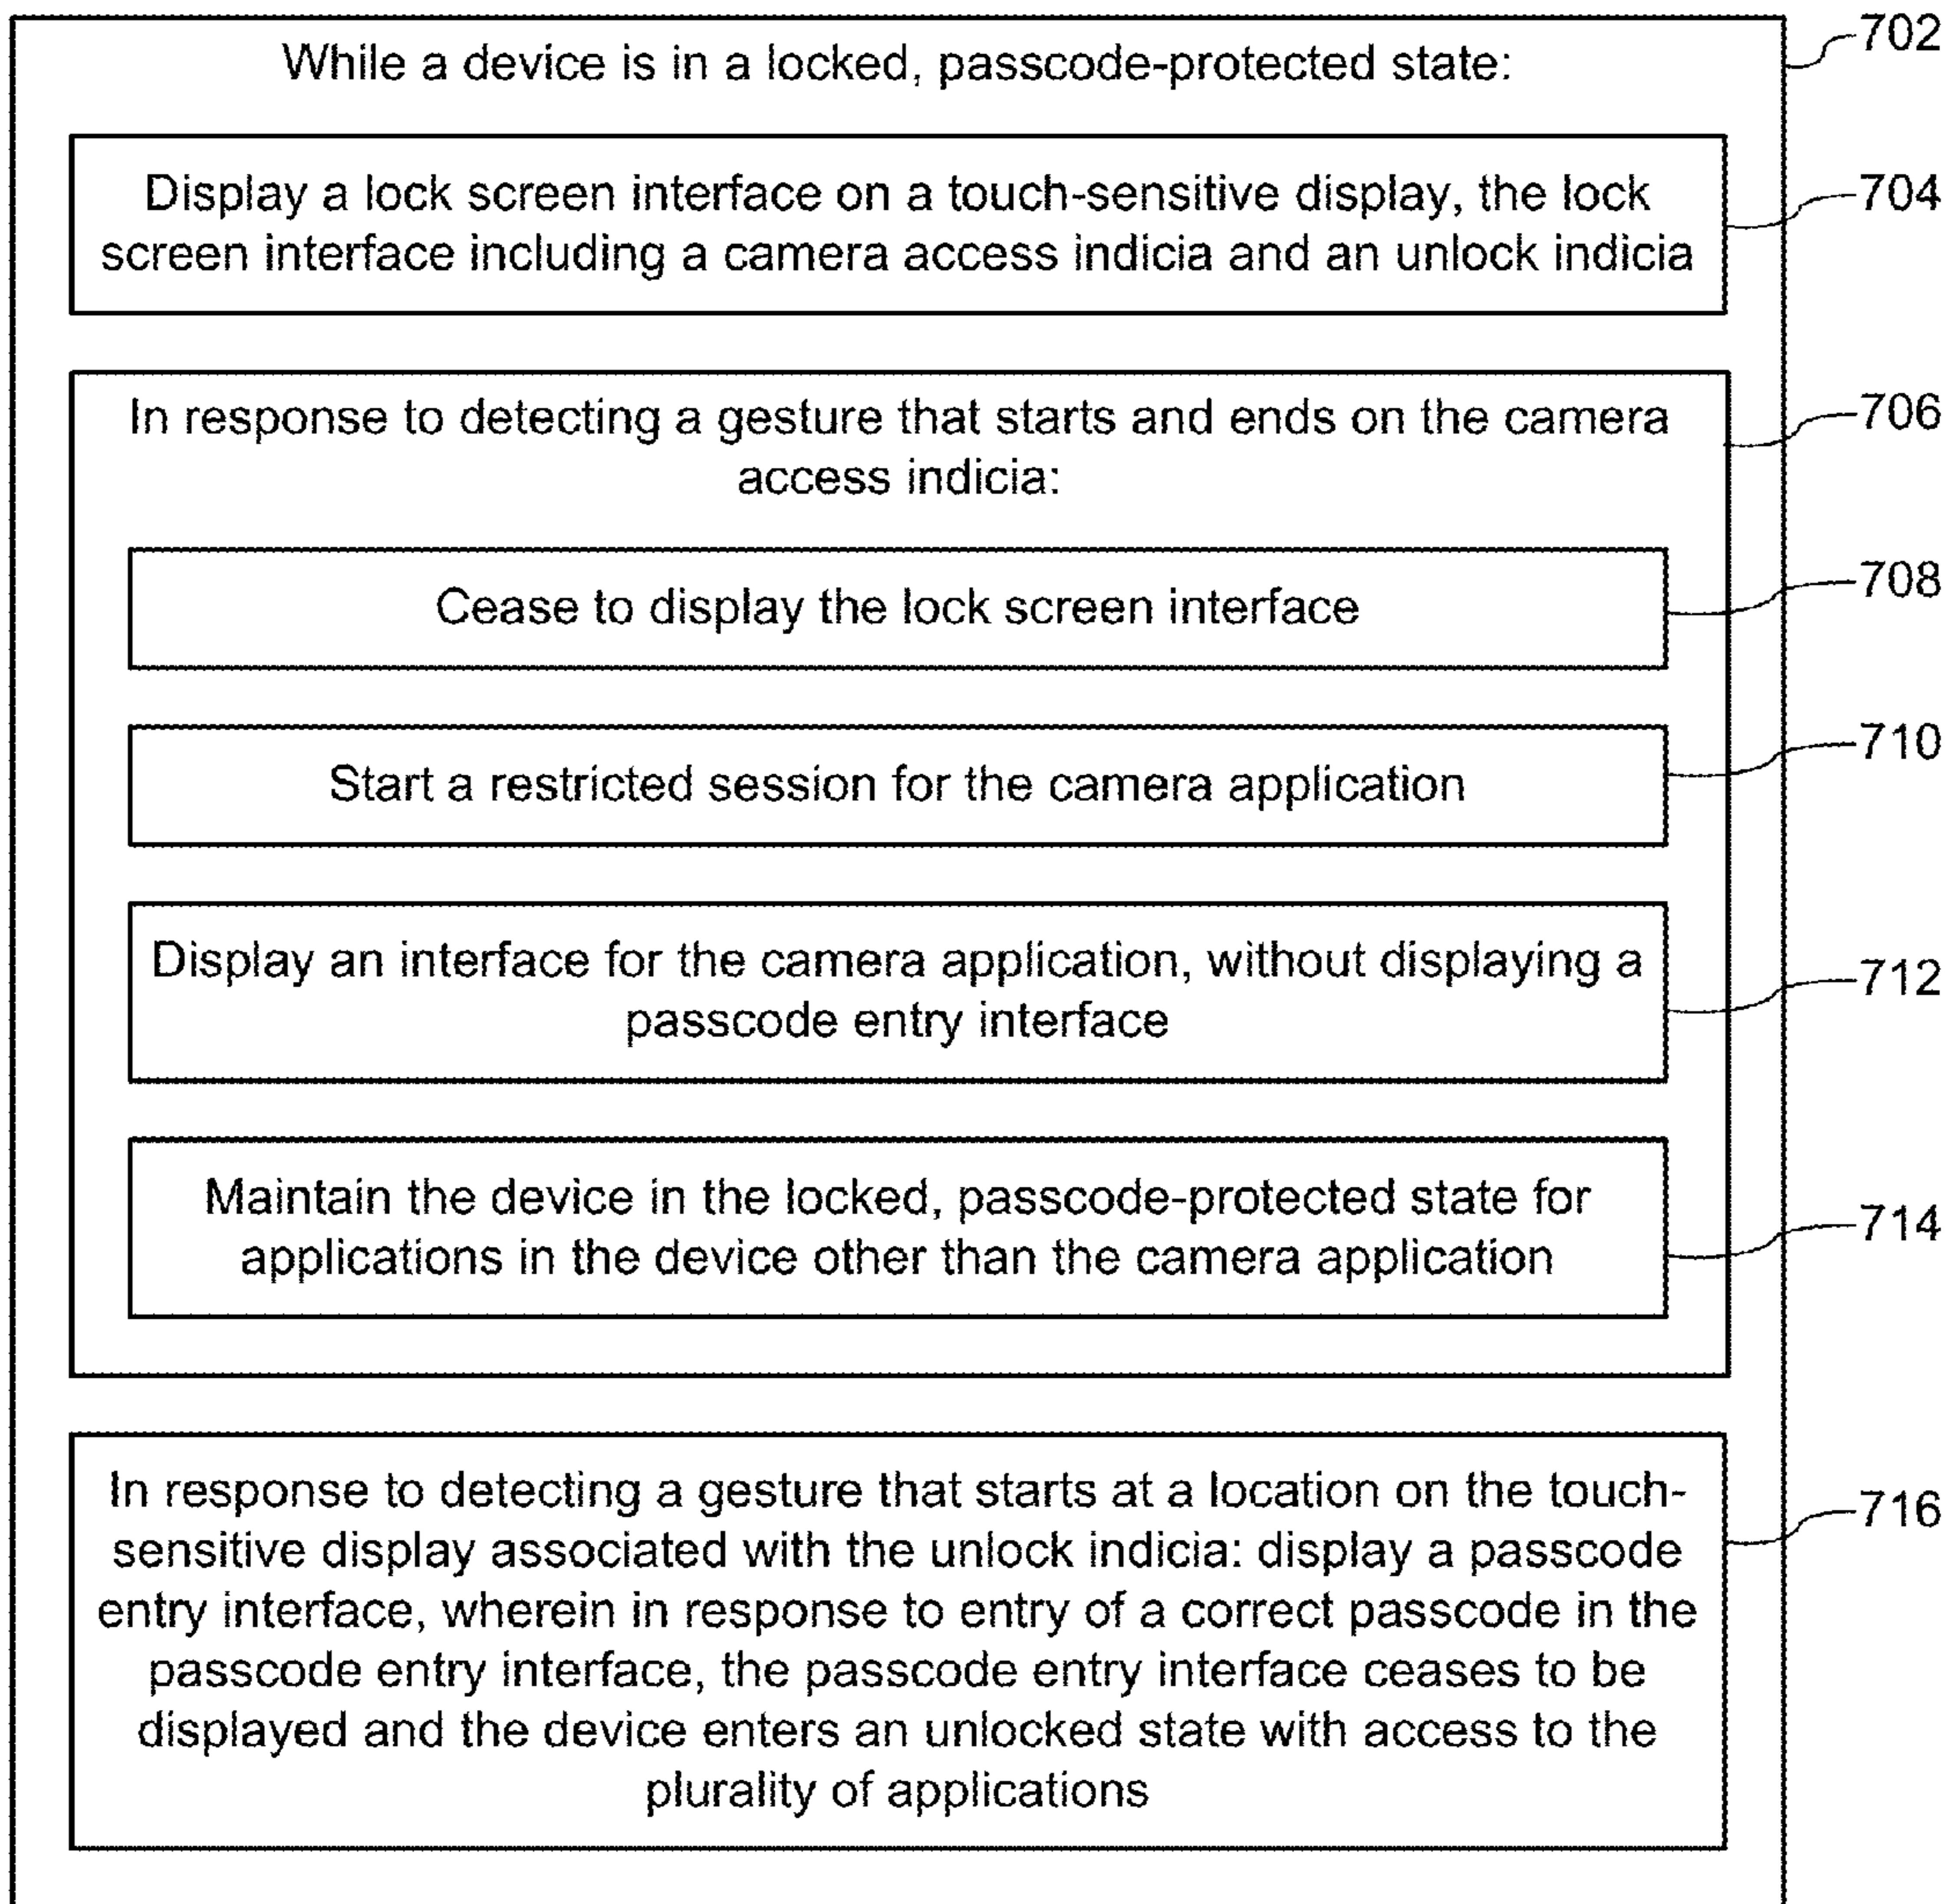 While a device is in a locked, passcode-protected state:
702
Display a lock screen interface on a touch-sensitive display, the lock
screen interface including a camera access indicia and an unlock indicia
704
In response to detecting a gesture that starts and ends on the camera
access indicia:
706
Cease to display the lock screen interface
708
Start a restricted session for the camera application
710
Display an interface for the camera application, without displaying a
passcode entry interface
712
Maintain the device in the locked, passcode-protected state for
applications in the device other than the camera application
714
In response to detecting a gesture that starts at a location on the touch-
sensitive display associated with the unlock indicia: display a passcode
entry interface, wherein in response to entry of a correct passcode in the
passcode entry interface, the passcode entry interface ceases to be
displayed and the device enters an unlocked state with access to the
plurality of applications
716